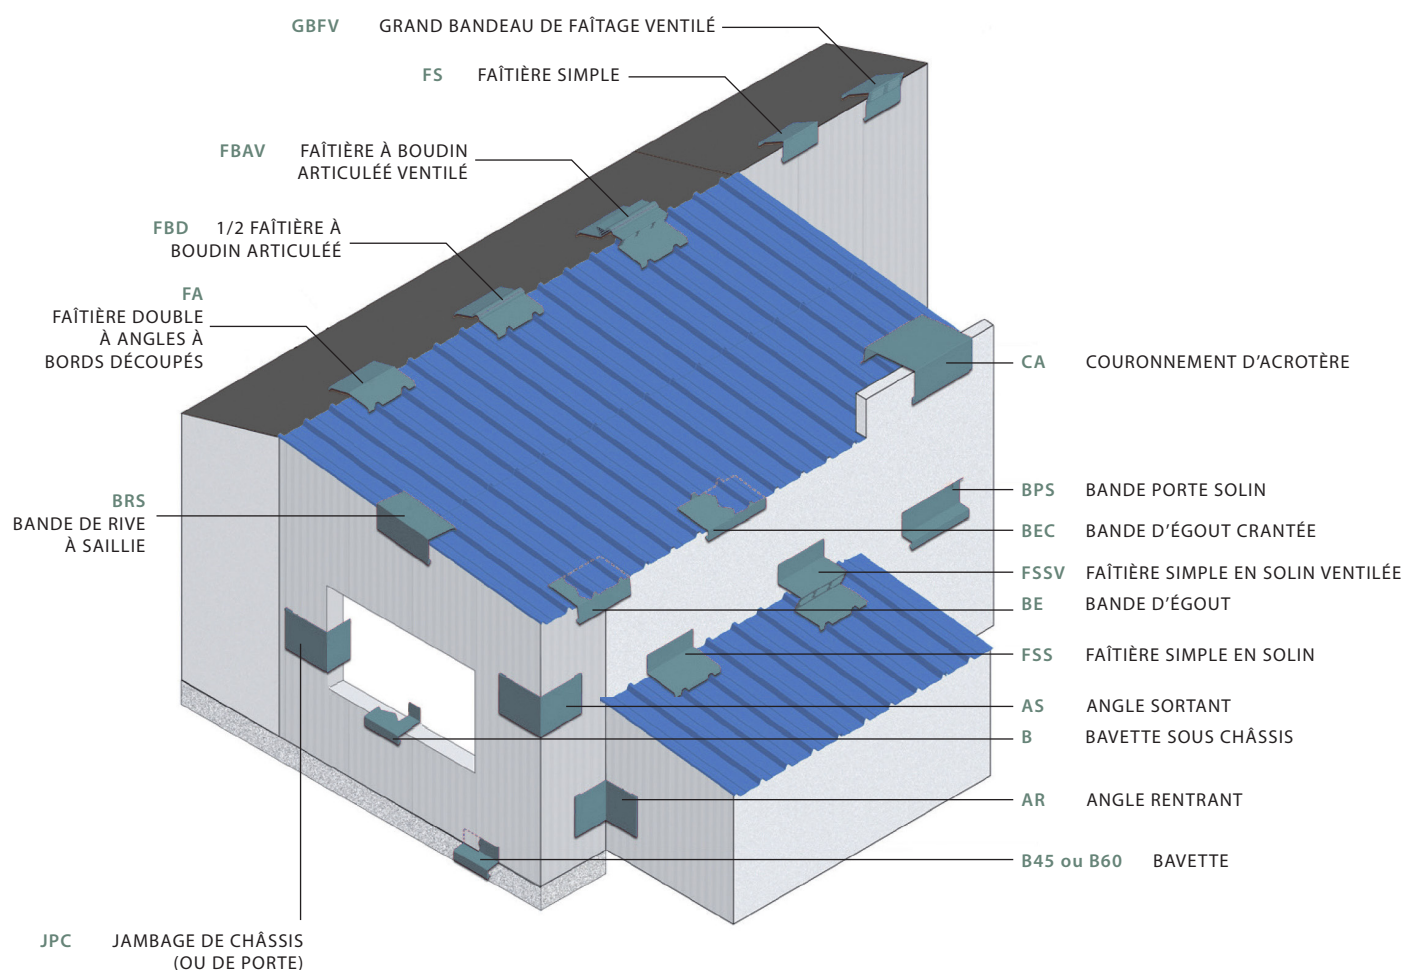 GBFV GRAND BANDEAU DE FAÎTAGE VENTILÉ
FS FAÎTIÈRE SIMPLE
FBAV FAÎTIÈRE À BOUDIN
ARTICULÉÉ VENTILÉ
FBD 1/2 FAÎTIÈRE À
BOUDIN ARTICULÉÉ
FA
FAÎTIÈRE DOUBLE
À ANGLES À
BORDS DÉCOUPÉS
BRS
BANDE DE RIVE
À SAILLIE
JPC JAMBAGE DE CHÂSSIS
(OU DE PORTE)
CA COURONNEMENT D’ACROTÈRE
BPS BANDE PORTE SOLIN
BEC BANDE D’ÉGOUT CRANTÉE
FSSV FAÎTIÈRE SIMPLE EN SOLIN VENTILÉE
BE BANDE D’ÉGOUT
FSS FAÎTIÈRE SIMPLE EN SOLIN
AS ANGLE SORTANT
B BAVETTE SOUS CHÂSSIS
AR ANGLE RENTRANT
B45 ou B60 BAVETTE